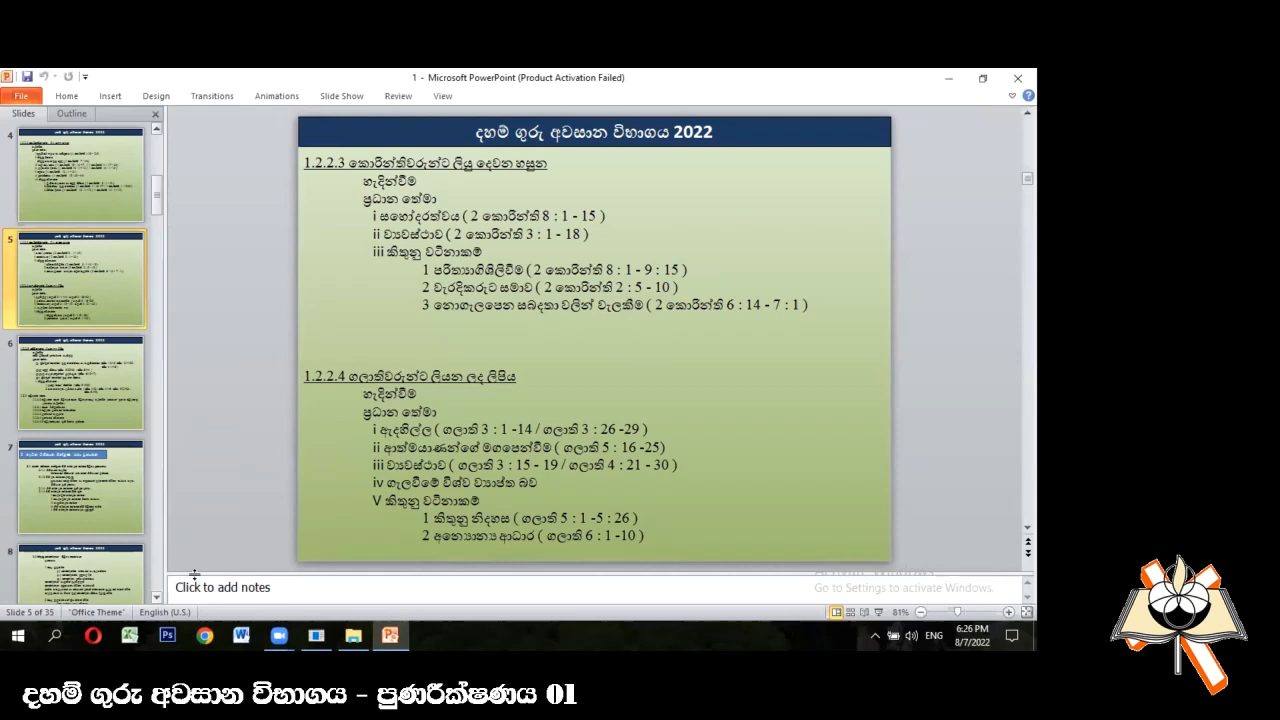 1 - Microsoft PowerPoint (Product Activation Failed)
File Home Insert Design Transitions Animations Slide Show Review View
Slides Outline
4
5
6
7
8
දහම් ගුරු අවසාන විභාගය 2022
1.2.2.3 කොරින්තිවරුන්ට ලියූ දෙවන හසුන
හැදින්වීම
ප්‍රධාන තේමා
i සහෝදරත්වය ( 2 කොරින්ති 8 : 1 - 15 )
ii ව්‍යවස්ථාව ( 2 කොරින්ති 3 : 1 - 18 )
iii කිතුනු වටිනාකම්
1 පරිත්‍යාගීශිලිවීම ( 2 කොරින්ති 8 : 1 - 9 : 15 )
2 වැරදිකරුට සමාව ( 2 කොරින්ති 2 : 5 - 10 )
3 නොගැලපෙන සබදතා වලින් වැලකීම ( 2 කොරින්ති 6 : 14 - 7 : 1 )
1.2.2.4 ගලාතිවරුන්ට ලියන ලද ලිපිය
හැදින්වීම
ප්‍රධාන තේමා
i ඇදහිල්ල ( ගලාති 3 : 1 -14 / ගලාති 3 : 26 -29 )
ii ආත්මයාණන්ගේ මගපෙන්වීම ( ගලාති 5 : 16 -25)
iii ව්‍යවස්ථාව ( ගලාති 3 : 15 - 19 / ගලාති 4 : 21 - 30 )
iv ගැලවීමේ විශ්ව ව්‍යාප්ත බව
V කිතුනු වටිනාකම්
1 කිතුනු නිදහස ( ගලාති 5 : 1 -5 : 26 )
2 අන්‍යොන්‍ය ආධාර ( ගලාති 6 : 1 -10 )
Click to add notes
Go to Settings to activate Windows.
Slide 5 of 35 "Office Theme" English (U.S.) 81%
ENG 6:26 PM
8/7/2022
දහම් ගුරු අවසාන විභාගය - පුණරීක්ෂණය 01